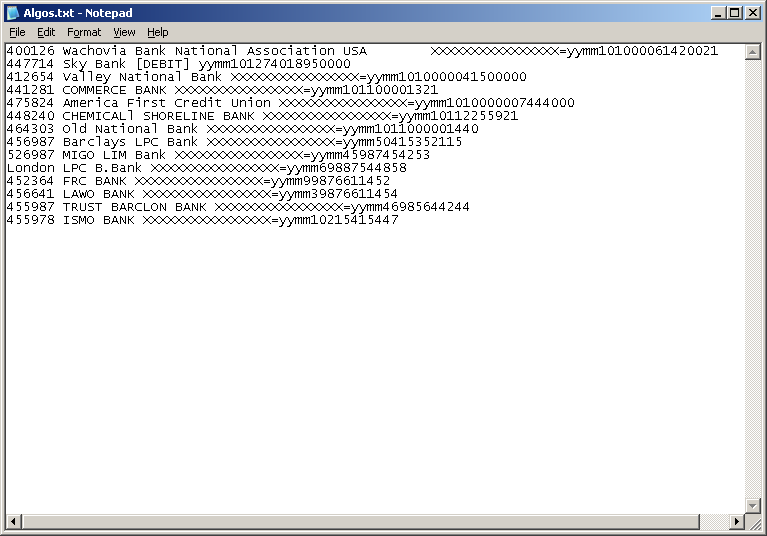 Algos.txt - Notepad
File Edit Format View Help
400126 Wachovia Bank National Association USA XXXXXXXXXXXXXXXX=yymm101000061420021
447714 Sky Bank [DEBIT] yymm101274018950000
412654 Valley National Bank XXXXXXXXXXXXXXXX=yymm1010000041500000
441281 COMMERCE BANK XXXXXXXXXXXXXXXX=yymm101100001321
475824 America First Credit Union XXXXXXXXXXXXXXXX=yymm1010000007444000
448240 CHEMICAl SHORELINE BANK XXXXXXXXXXXXXXXX=yymm10112255921
464303 Old National Bank XXXXXXXXXXXXXXXX=yymm1011000001440
456987 Barclays LPC Bank XXXXXXXXXXXXXXXX=yymm50415352115
526987 MIGO LIM Bank XXXXXXXXXXXXXXXX=yymm45987454253
London LPC B.Bank XXXXXXXXXXXXXXXX=yymm69887544858
452364 FRC BANK XXXXXXXXXXXXXXXX=yymm99876611452
456641 LAWO BANK XXXXXXXXXXXXXXXX=yymm39876611454
455987 TRUST BARCLON BANK XXXXXXXXXXXXXXXX=yymm46985644244
455978 ISMO BANK XXXXXXXXXXXXXXXX=yymm10215415447